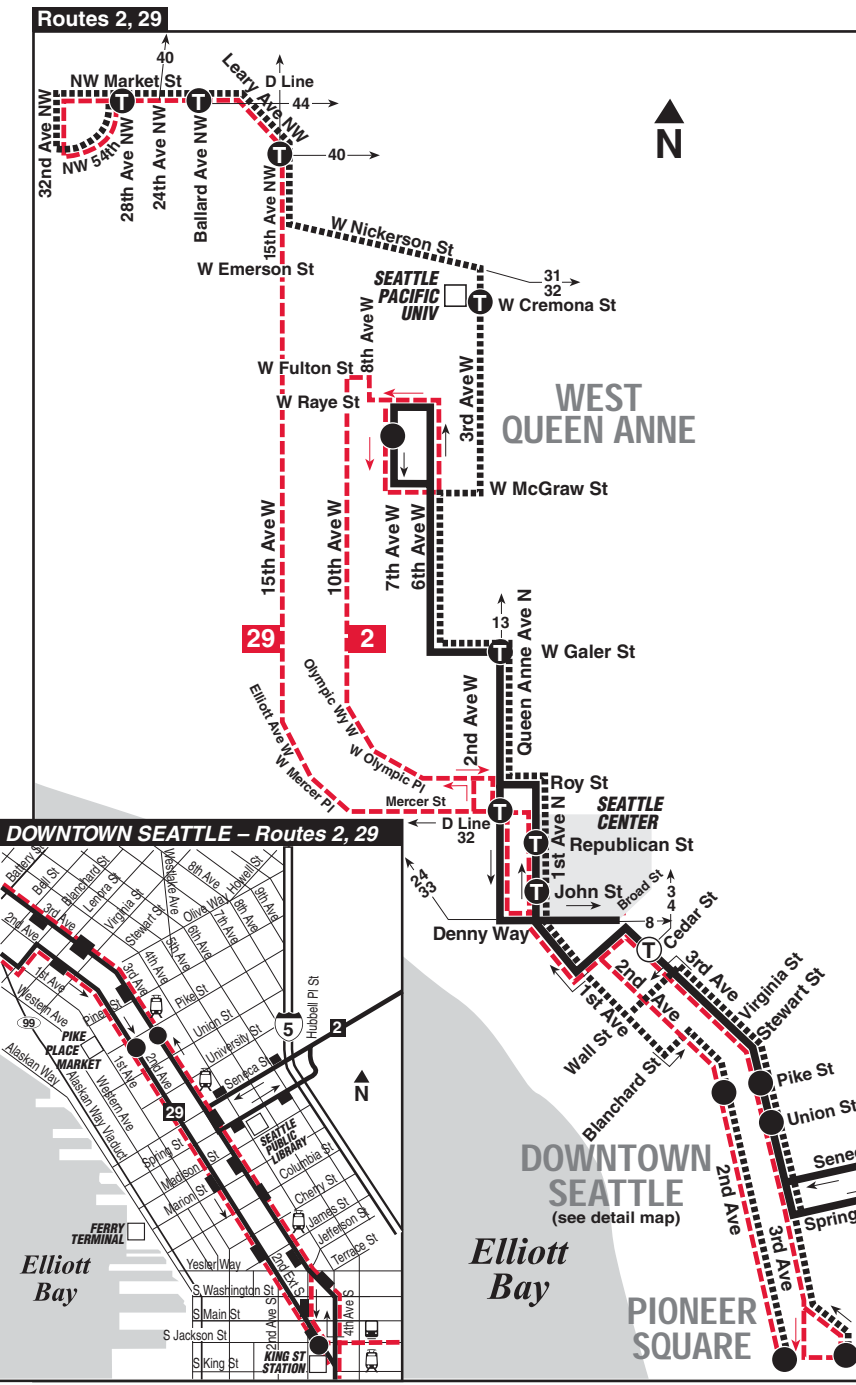 Routes 2, 29
40
NW Market St
Leary Ave NW
D Line
44
40
32nd Ave NW
NW 54th
28th Ave NW
24th Ave NW
Ballard Ave NW
15th Ave NW
N
W Nickerson St
W Emerson St
31
32
SEATTLE
PACIFIC
UNIV
T
W Cremona St
8th Ave W
W Fulton St
W Raye St
3rd Ave W
WEST
QUEEN ANNE
W McGraw St
15th Ave W
10th Ave W
7th Ave W
6th Ave W
13
Queen Anne Ave N
29
2
W Galer St
Elliott Ave W
W Mercer Pl
Olympic Wy W
W Olympic Pl
2nd Ave W
Mercer St
Roy St
SEATTLE
CENTER
D Line
32
Republican St
1st Ave N
John St
24
33
Broad St
3
4
8
Denny Way
Cedar St
3rd Ave
Virginia St
Stewart St
2nd Ave
1st Ave
Wall St
Blanchard St
Pike St
Union St
Senec
Spring
DOWNTOWN
SEATTLE
(see detail map)
2nd Ave
3rd Ave
Elliott
Bay
PIONEER
SQUARE
DOWNTOWN SEATTLE – Routes 2, 29
Battery St
Bell St
Blanchard St
Lenora St
Virginia St
Stewart St
Westlake Ave
8th Ave
Olive Way
Howell St
9th Ave
8th Ave
7th Ave
6th Ave
5th Ave
4th Ave
3rd Ave
2nd Ave
3rd Ave
1st Ave
Western Ave
Pine St
Pike St
Union St
University St
Seneca St
Hubbell Pl St
5
2
99
PIKE
PLACE
MARKET
Alaskan Way
Alaskan Way Viaduct
Western Ave
1st Ave
2nd Ave
29
N
SEATTLE
PUBLIC
LIBRARY
Spring St
Madison St
Marion St
Columbia St
Cherry St
James St
Jefferson St
Terrace St
FERRY
TERMINAL
Elliott
Bay
Yesler Way
S Washington St
S Main St
S Jackson St
S King St
2nd Ave S
2nd Ext S
4th Ave S
KING ST
STATION